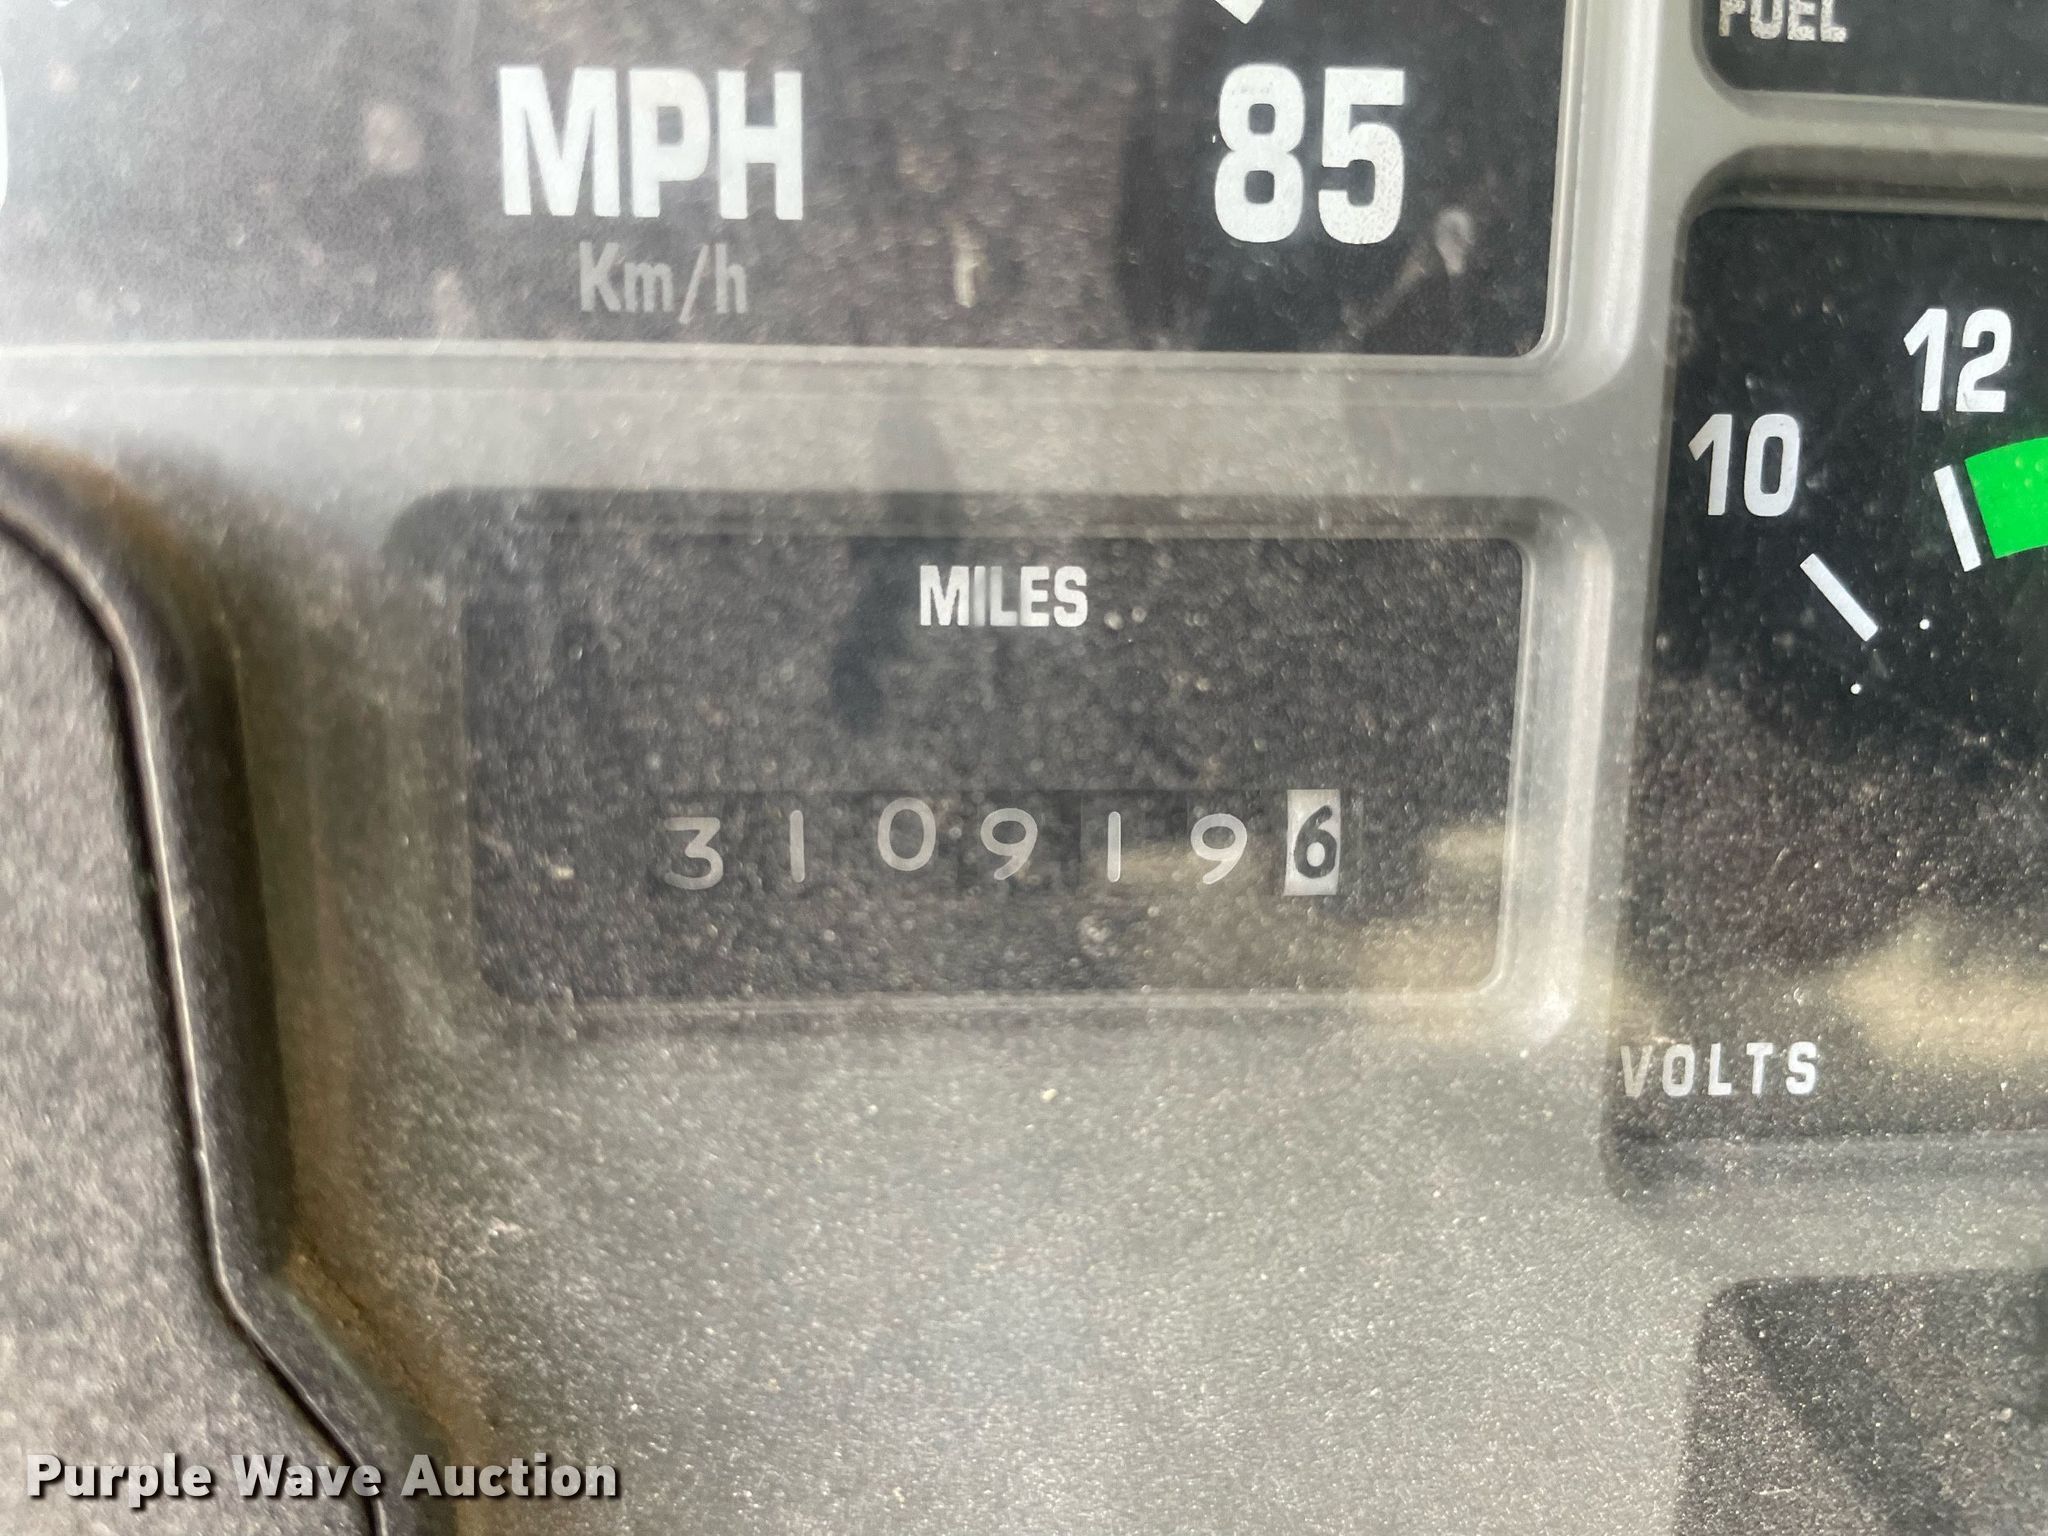 FUEL
MPH 85
Km/h
12
10
MILES
3109196
VOLTS
Purple Wave Auction